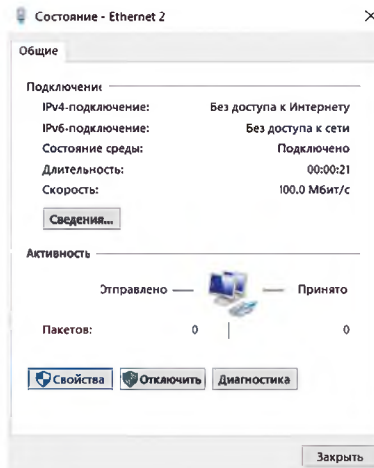 Состояние - Ethernet 2
Общие
Подключение
IPv4-подключение: Без доступа к Интернету
IPv6-подключение: Без доступа к сети
Состояние среды: Подключено
Длительность: 00:00:21
Скорость: 100.0 Мбит/с
Сведения...
Активность
Отправлено — — Принято
Пакетов: 0 | 0
Свойства Отключить Диагностика
Закрыть